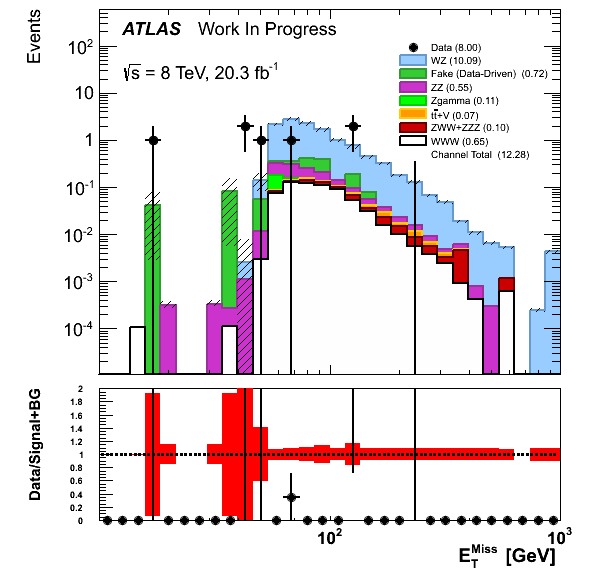 Events
ATLAS Work In Progress
√s = 8 TeV, 20.3 fb⁻¹
Data (8.00)
WZ (10.09)
Fake (Data-Driven) (0.72)
ZZ (0.55)
Zgamma (0.11)
tt̄+V (0.07)
ZWW+ZZZ (0.10)
WWW (0.65)
Channel Total (12.28)
10²
10
1
10⁻¹
10⁻²
10⁻³
10⁻⁴
Data/Signal+BG
2
1.8
1.6
1.4
1.2
1
0.8
0.6
0.4
0.2
0
10²
10³
E_T^Miss [GeV]